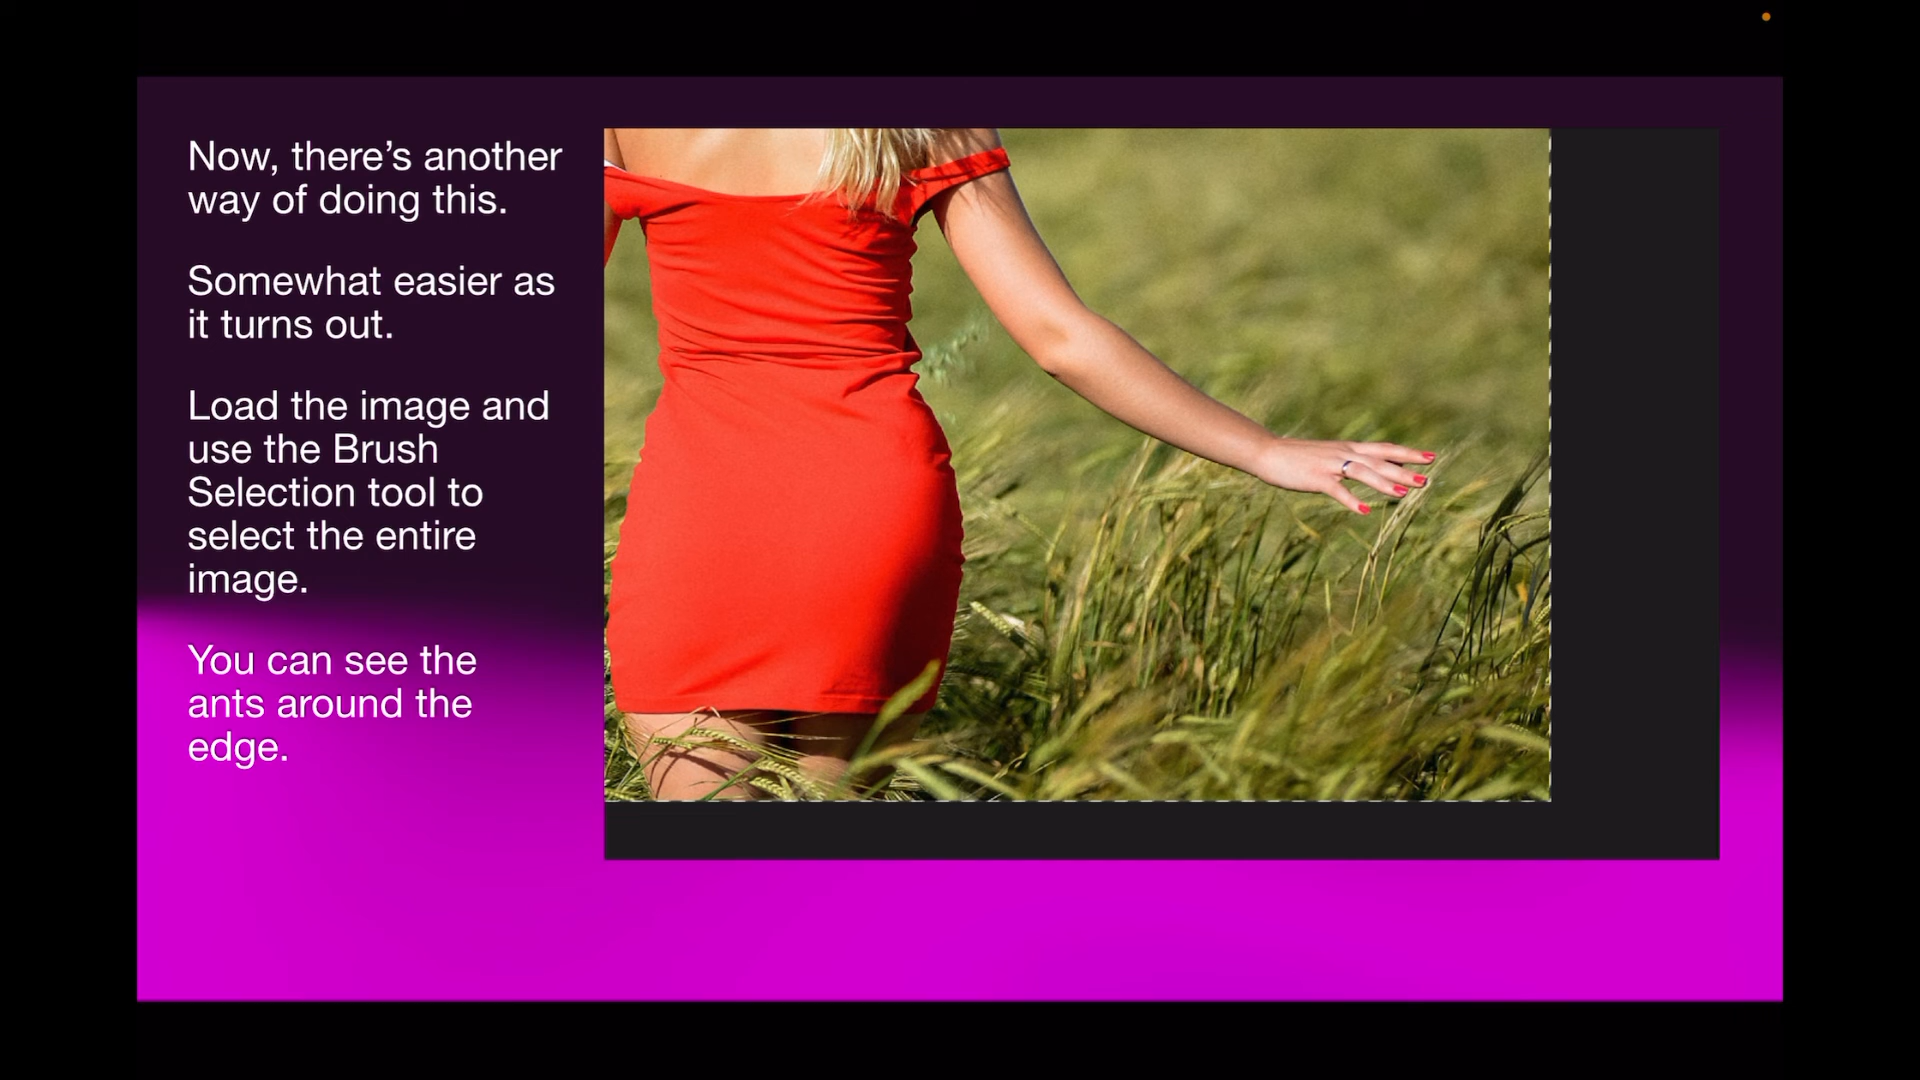 Now, there’s another
way of doing this.
Somewhat easier as
it turns out.
Load the image and
use the Brush
Selection tool to
select the entire
image.
You can see the
ants around the
edge.